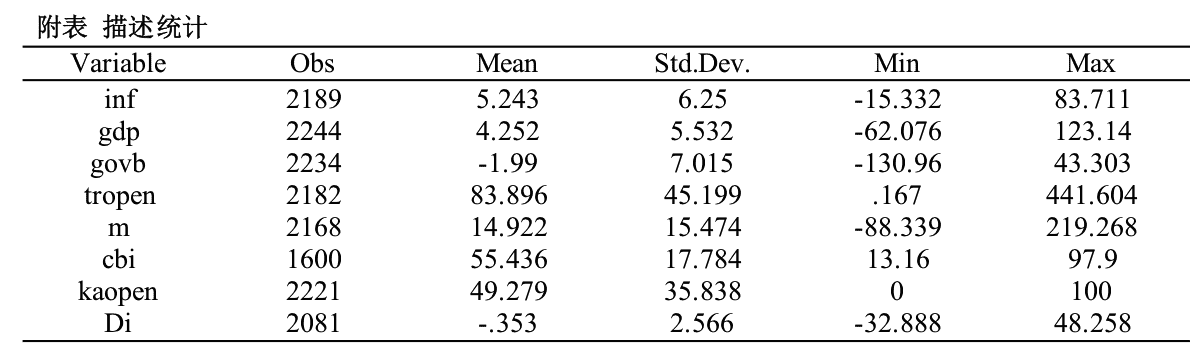 附表 描述统计
Variable Obs Mean Std.Dev. Min Max
inf 2189 5.243 6.25 -15.332 83.711
gdp 2244 4.252 5.532 -62.076 123.14
govb 2234 -1.99 7.015 -130.96 43.303
tropen 2182 83.896 45.199 .167 441.604
m 2168 14.922 15.474 -88.339 219.268
cbi 1600 55.436 17.784 13.16 97.9
kaopen 2221 49.279 35.838 0 100
Di 2081 -.353 2.566 -32.888 48.258